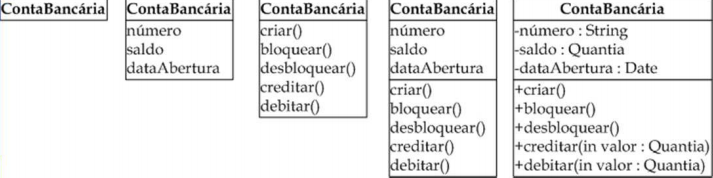 ContaBancária
ContaBancária
número
saldo
dataAbertura
ContaBancária
criar()
bloquear()
desbloquear()
creditar()
debitar()
ContaBancária
número
saldo
dataAbertura
criar()
bloquear()
desbloquear()
creditar()
debitar()
ContaBancária
-número : String
-saldo : Quantia
-dataAbertura : Date
+criar()
+bloquear()
+desbloquear()
+creditar(in valor : Quantia)
+debitar(in valor : Quantia)